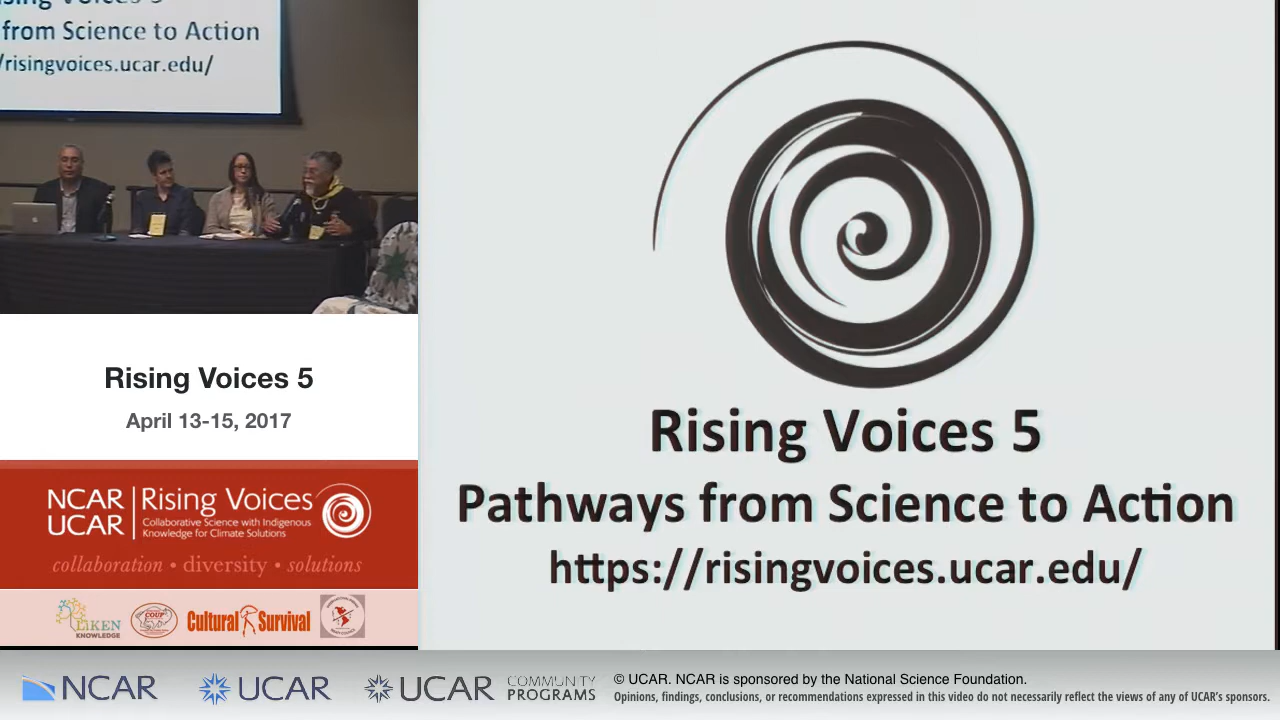 from Science to Action
/risingvoices.ucar.edu/
Rising Voices 5
April 13-15, 2017
NCAR
UCAR
Rising Voices
Collaborative Science with Indigenous
Knowledge for Climate Solutions
collaboration • diversity • solutions
LiKEN
KNOWLEDGE
Cultural Survival
Rising Voices 5
Pathways from Science to Action
https://risingvoices.ucar.edu/
NCAR
UCAR
UCAR
COMMUNITY
PROGRAMS
© UCAR. NCAR is sponsored by the National Science Foundation.
Opinions, findings, conclusions, or recommendations expressed in this video do not necessarily reflect the views of any of UCAR's sponsors.